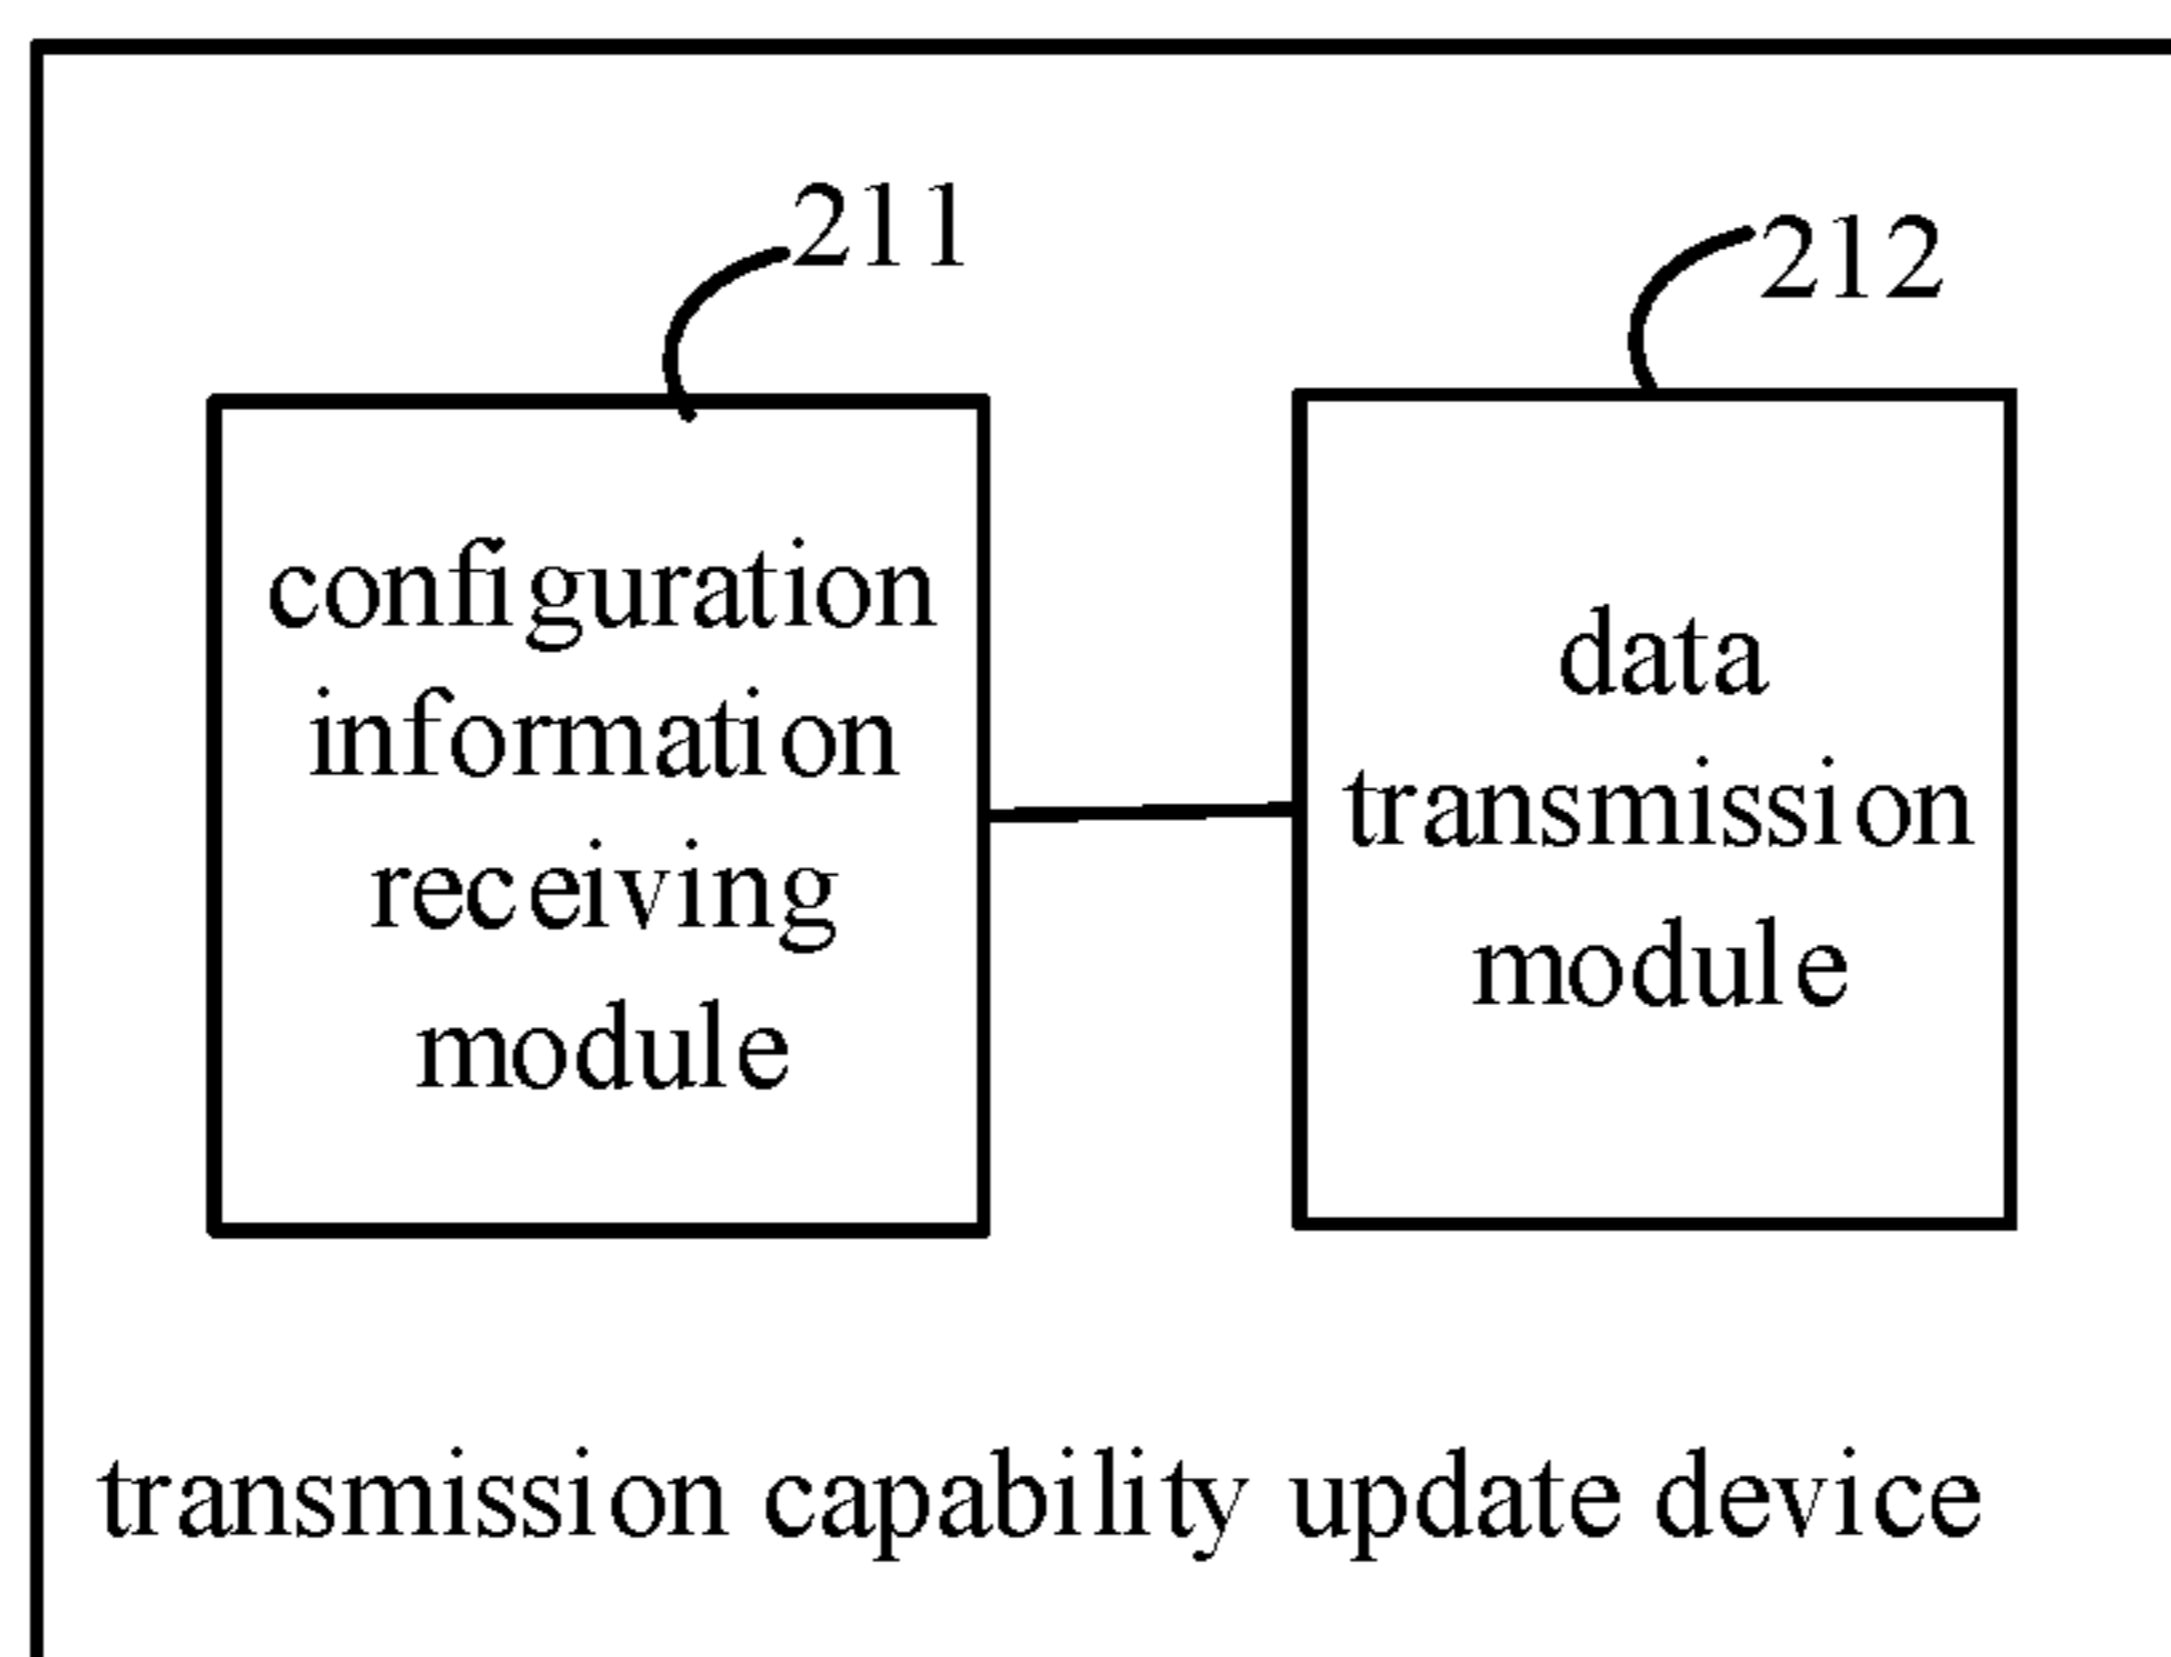 211
212
configuration
information
receiving
module
data
transmission
module
transmission capability update device